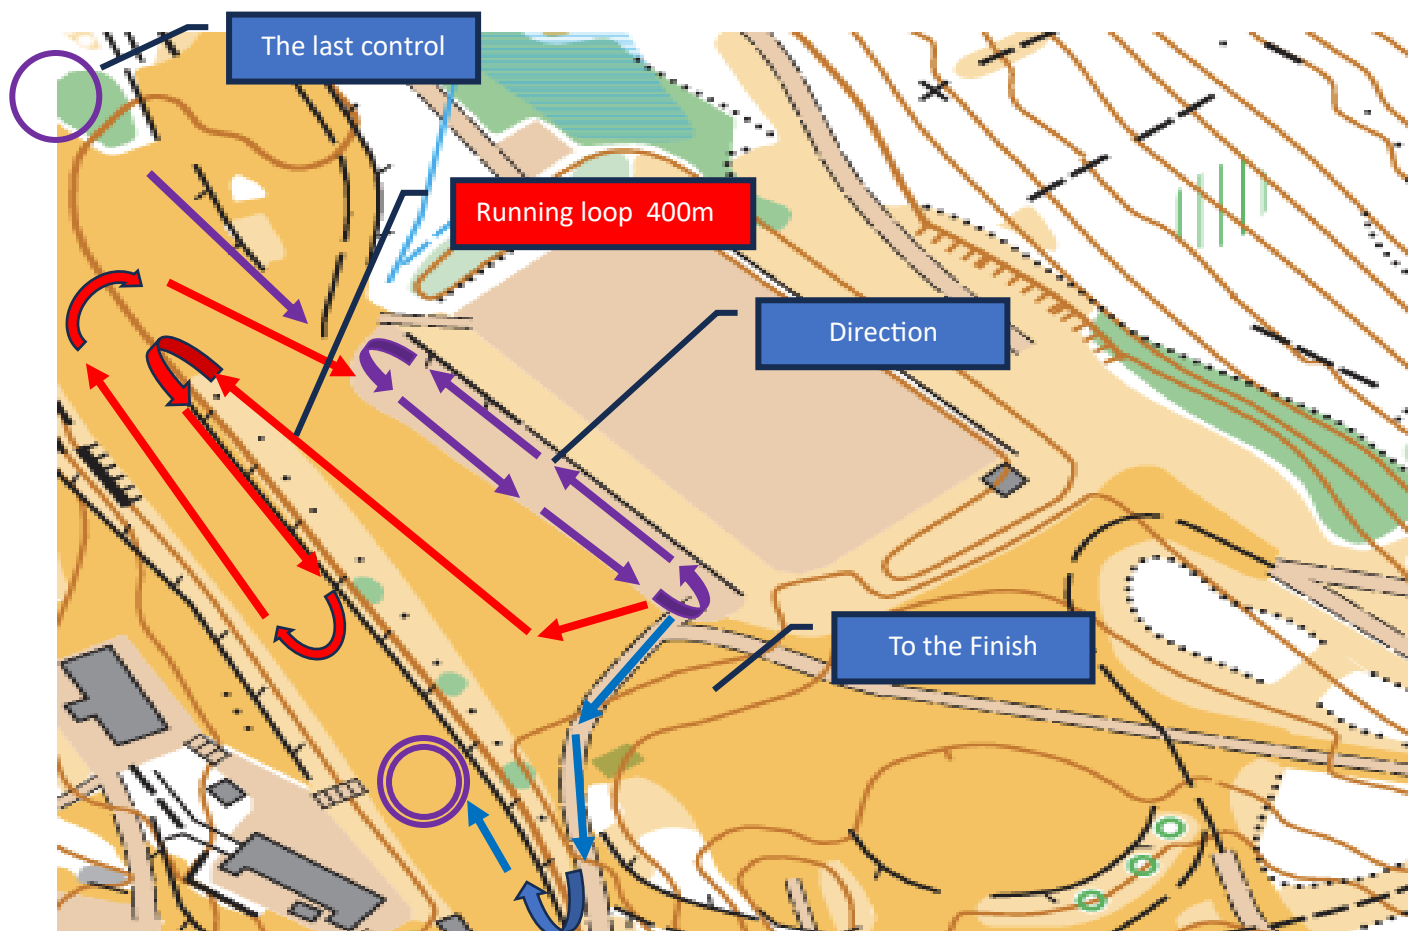 The last control
Running loop  400m
Direction
To the Finish